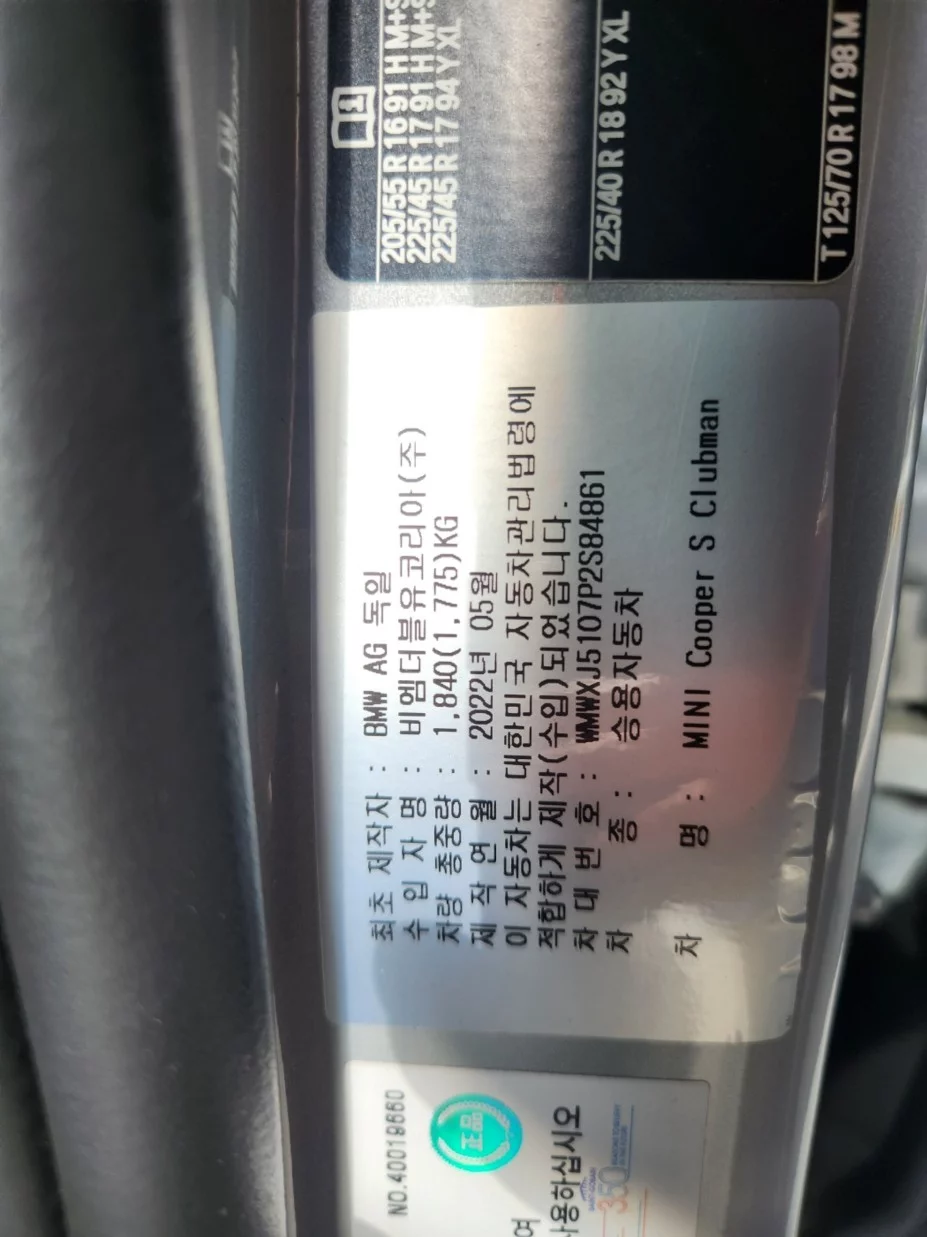 205/55 R 16 91 H M+S
225/45 R 17 91 H M+S
225/45 R 17 94 Y XL
225/40 R 18 92 Y XL
T 125/70 R 17 98 M
최초 제작자 : BMW AG 독일
수 입 자 명 : 비엠더블유코리아(주)
차량 총중량 : 1,840(1,775)KG
제 작 연 월 : 2022년 05월
이 자동차는 대한민국 자동차관리법령에
적합하게 제작(수입)되었습니다.
차 대 번 호 : WMWXJ5107P2S84861
차 종 : 승용자동차
차 명 : MINI Cooper S Clubman
NO.40019660
정품
여
사용하십시오
350